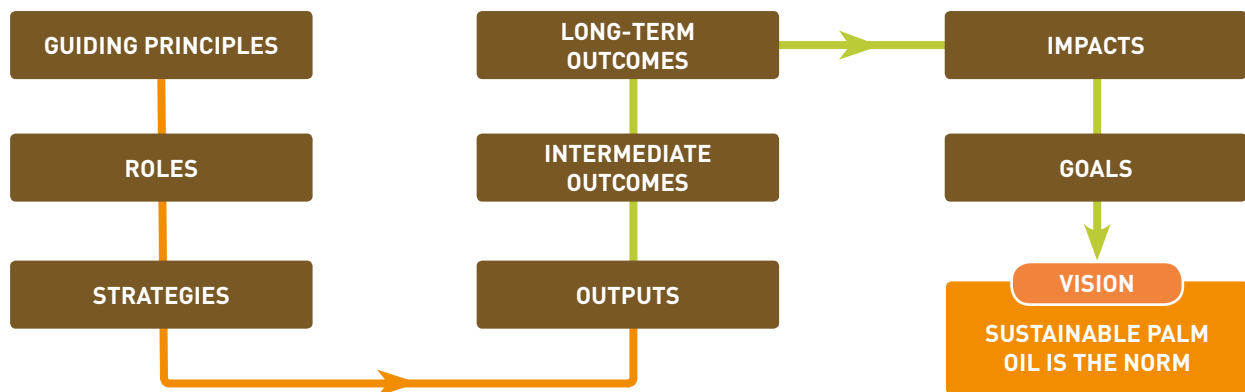 GUIDING PRINCIPLES
ROLES
STRATEGIES
LONG-TERM
OUTCOMES
INTERMEDIATE
OUTCOMES
OUTPUTS
IMPACTS
GOALS
VISION
SUSTAINABLE PALM
OIL IS THE NORM